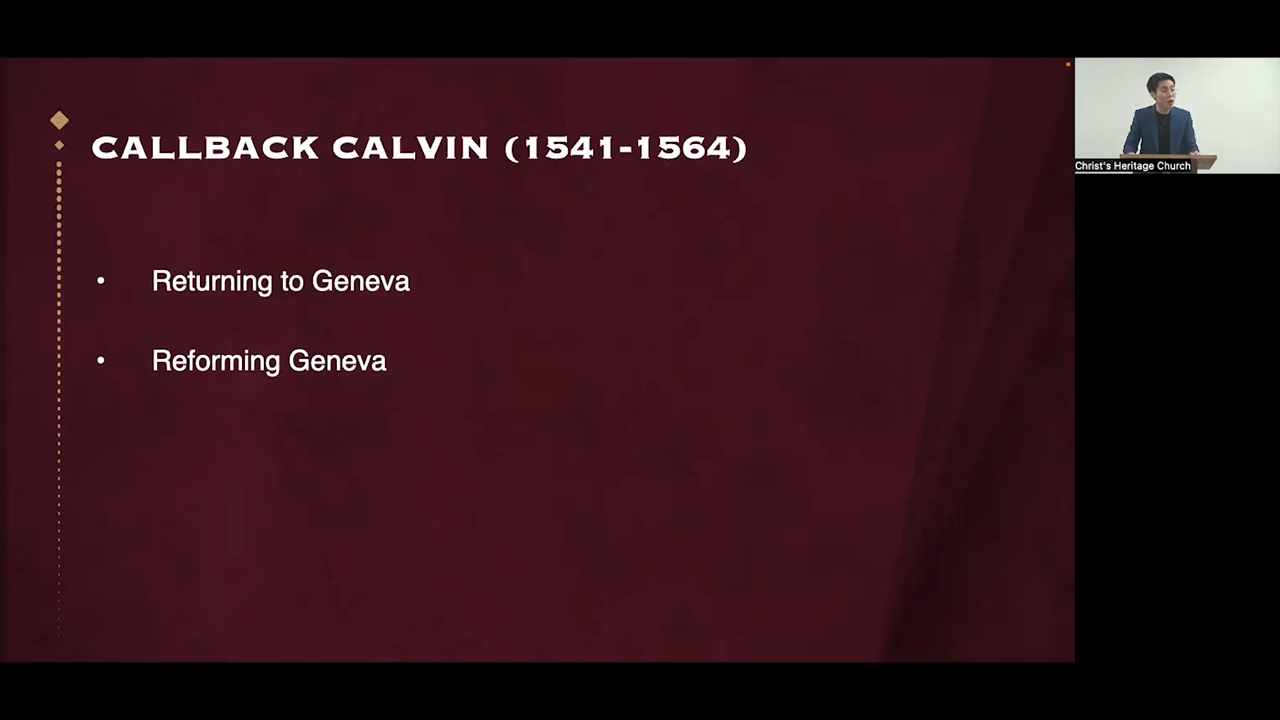 CALLBACK CALVIN (1541-1564)
• Returning to Geneva
• Reforming Geneva
Christ's Heritage Church